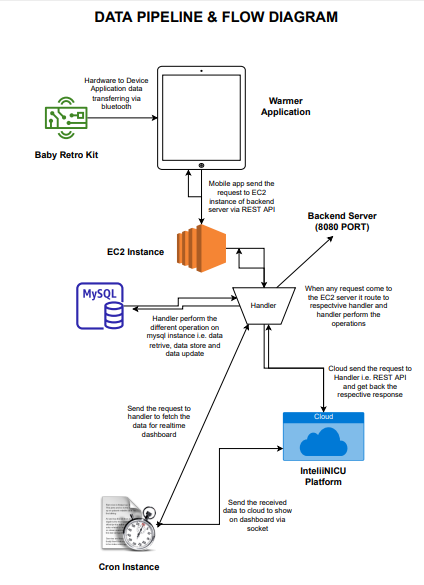 DATA PIPELINE & FLOW DIAGRAM
Hardware to Device
Application data
transferring via
bluetooth
Baby Retro Kit
Warmer
Application
Mobile app send the
request to EC2
instance of backend
server via REST API
Backend Server
(8080 PORT)
EC2 Instance
MySQL
Handler
When any request come to
the EC2 server it route to
respectvive handler and
handler perform the
operations
Handler perform the
different operation on
mysql instance i.e. data
retrive, data store and
data update
Cloud send the request to
Handler i.e. REST API
and get back the
respective response
Send the request to
handler to fetch the
data for realtime
dashboard
Cloud
InteliiNICU
Platform
Send the received
data to cloud to show
on dashboard via
socket
Cron Instance